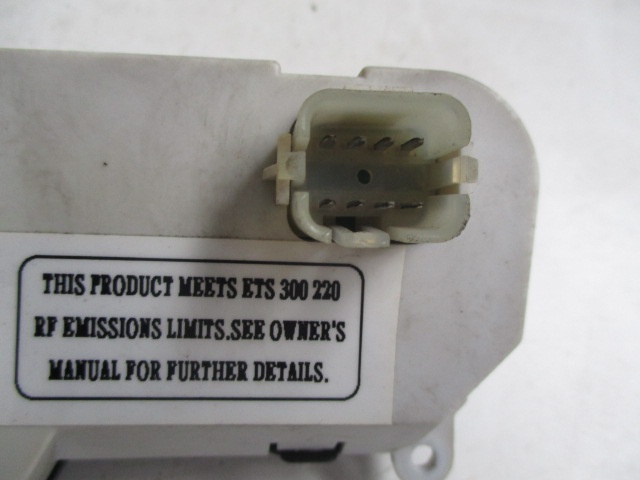 THIS PRODUCT MEETS ETS 300 220
RF EMISSIONS LIMITS.SEE OWNER'S
MANUAL FOR FURTHER DETAILS.